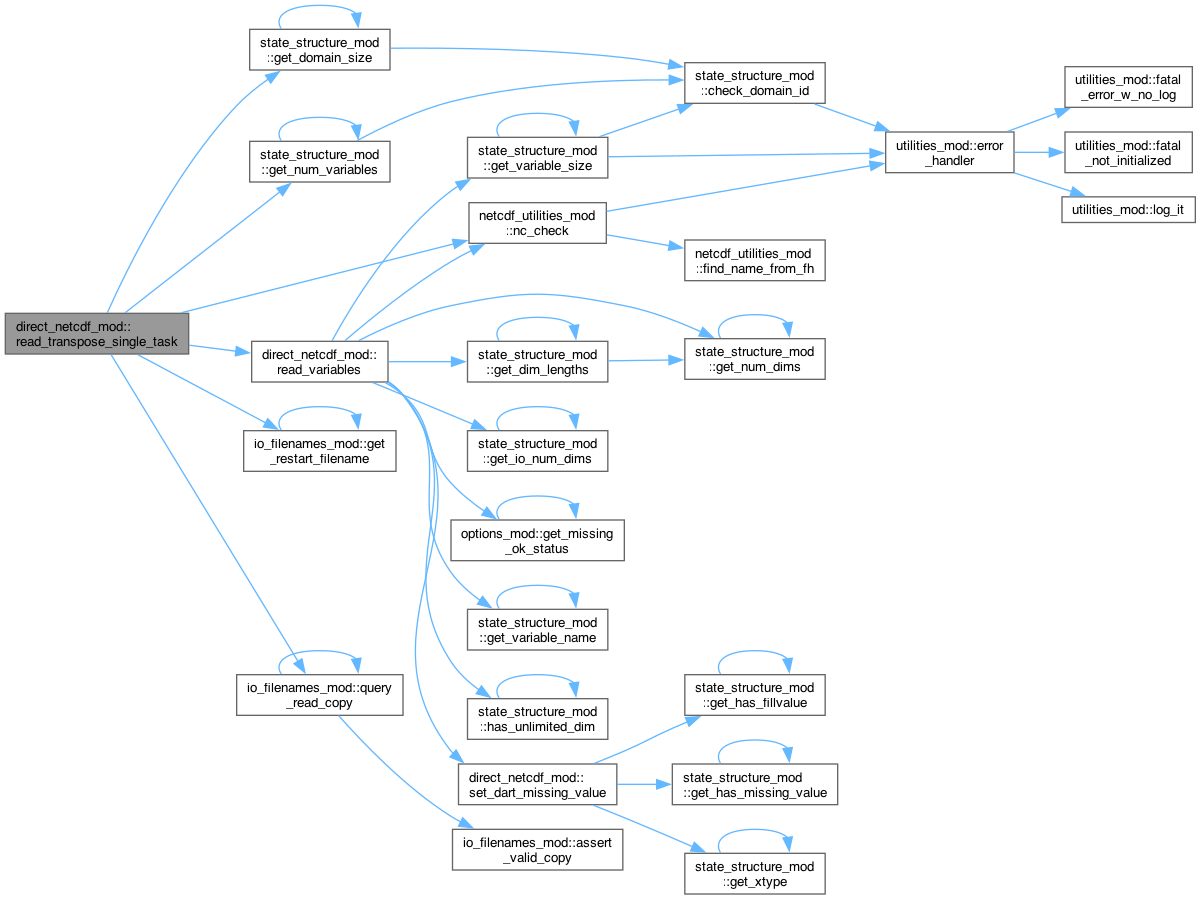 direct_netcdf_mod::
read_transpose_single_task
state_structure_mod
::get_domain_size
state_structure_mod
::get_num_variables
netcdf_utilities_mod
::nc_check
direct_netcdf_mod::
read_variables
io_filenames_mod::get
_restart_filename
io_filenames_mod::query
_read_copy
state_structure_mod
::get_variable_size
state_structure_mod
::get_dim_lengths
state_structure_mod
::get_io_num_dims
options_mod::get_missing
_ok_status
state_structure_mod
::get_variable_name
state_structure_mod
::has_unlimited_dim
direct_netcdf_mod::
set_dart_missing_value
io_filenames_mod::assert
_valid_copy
state_structure_mod
::check_domain_id
netcdf_utilities_mod
::find_name_from_fh
state_structure_mod
::get_num_dims
state_structure_mod
::get_has_fillvalue
state_structure_mod
::get_has_missing_value
state_structure_mod
::get_xtype
utilities_mod::error
_handler
utilities_mod::fatal
_error_w_no_log
utilities_mod::fatal
_not_initialized
utilities_mod::log_it